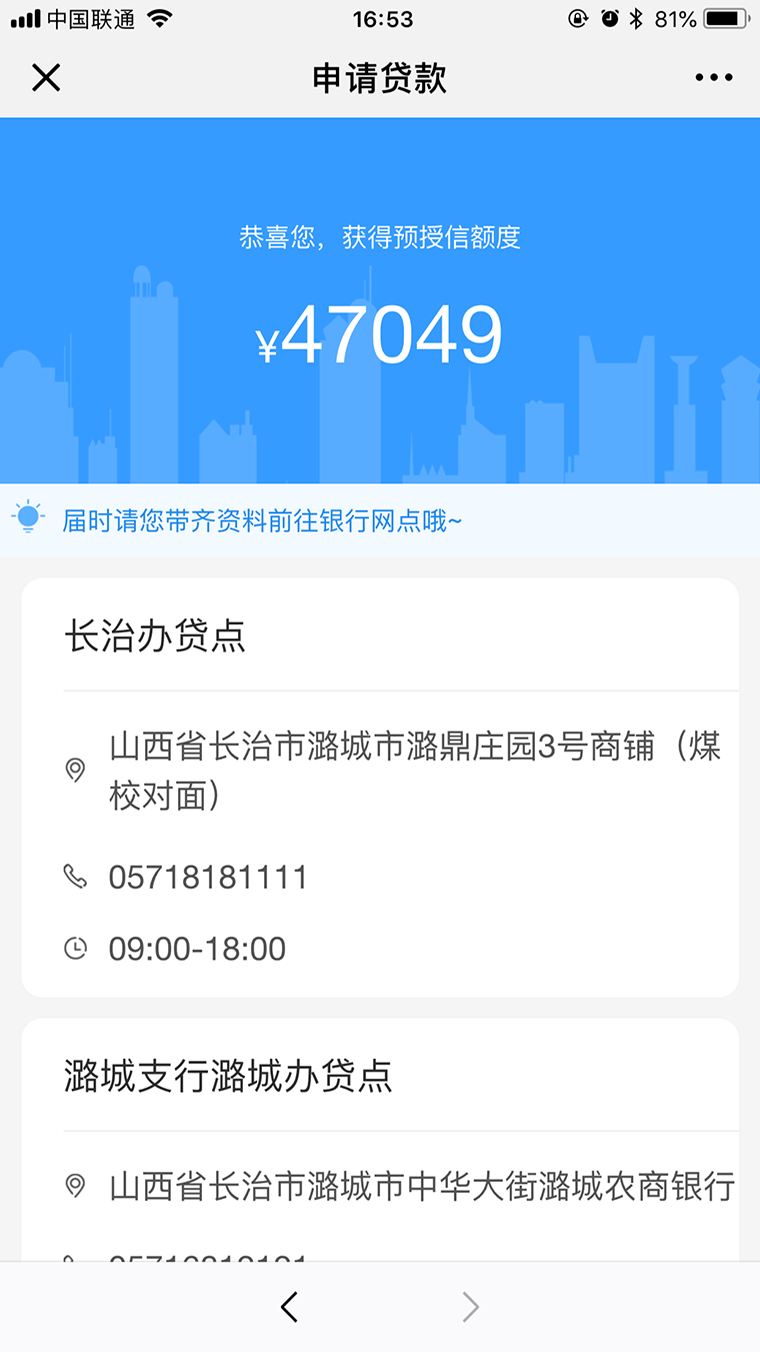 中国联通
16:53
81%
申请贷款
恭喜您，获得预授信额度
¥47049
届时请您带齐资料前往银行网点哦~
长治办贷点
山西省长治市潞城市潞鼎庄园3号商铺（煤
校对面）
05718181111
09:00-18:00
潞城支行潞城办贷点
山西省长治市潞城市中华大街潞城农商银行